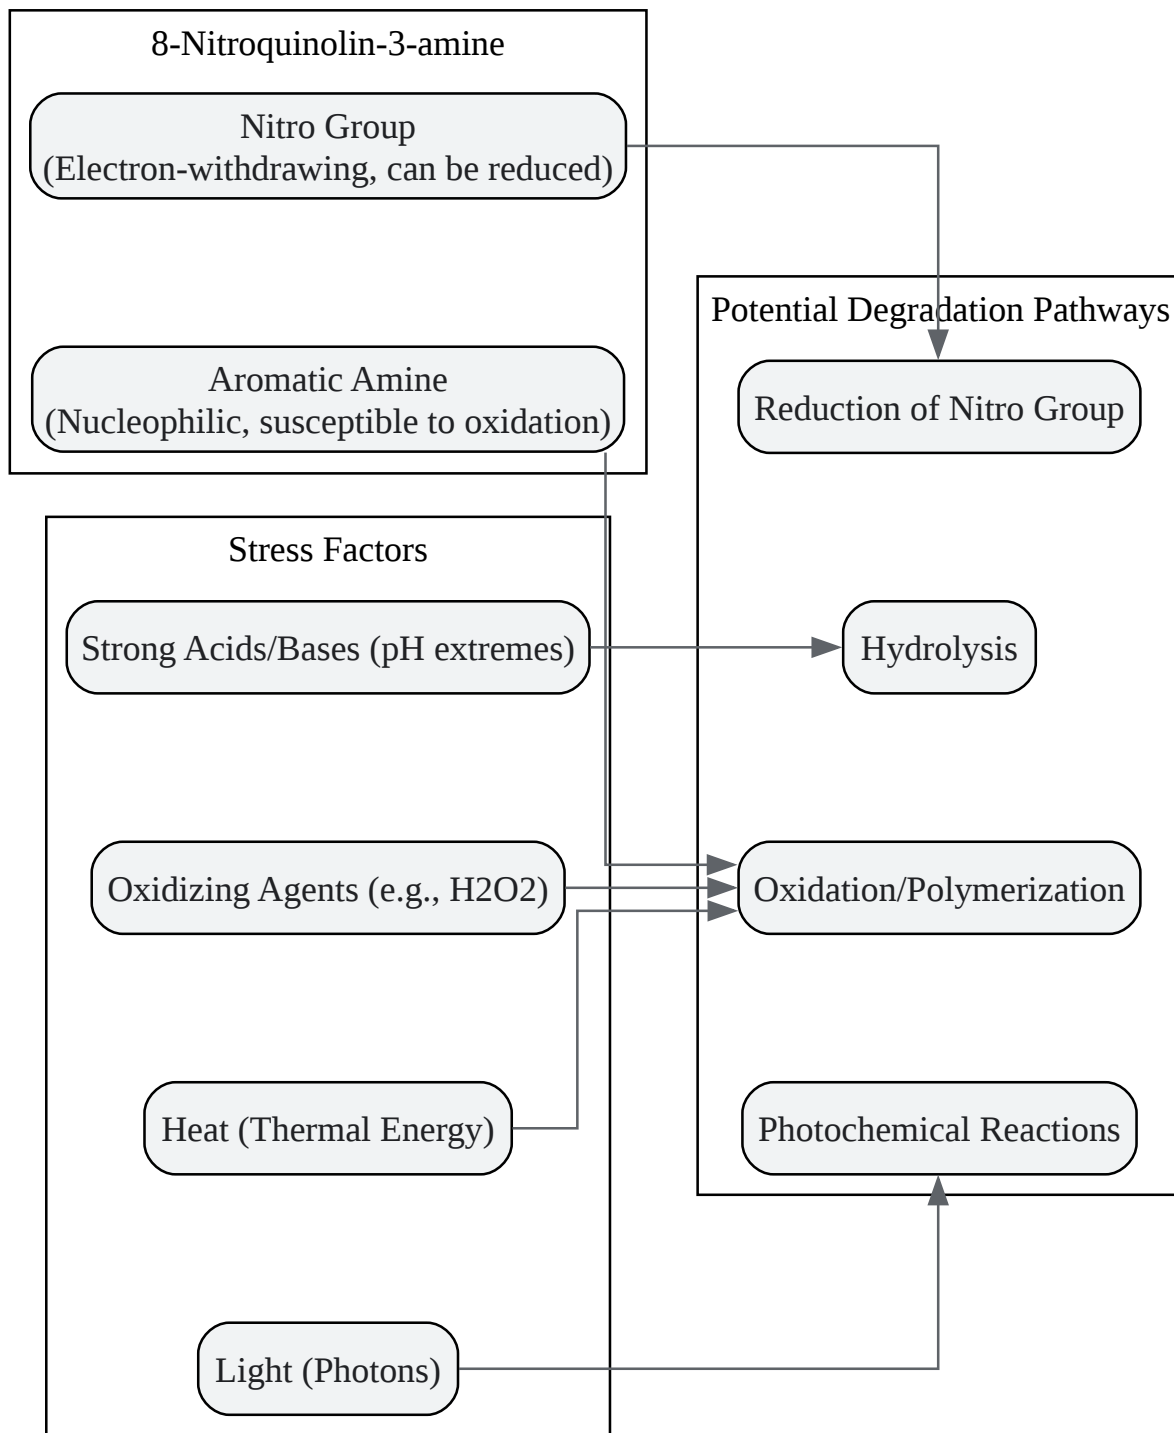 8-Nitroquinolin-3-amine
Nitro Group
(Electron-withdrawing, can be reduced)
Aromatic Amine
(Nucleophilic, susceptible to oxidation)
Stress Factors
Strong Acids/Bases (pH extremes)
Oxidizing Agents (e.g., H2O2)
Heat (Thermal Energy)
Light (Photons)
Potential Degradation Pathways
Reduction of Nitro Group
Hydrolysis
Oxidation/Polymerization
Photochemical Reactions